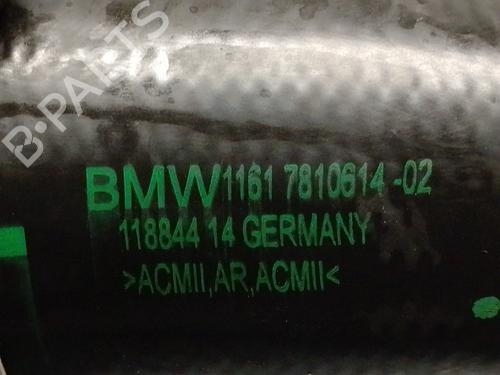 B-PARTS
BMW 1161 7810614-02
118844 14 GERMANY
>ACMII,AR,ACMII<